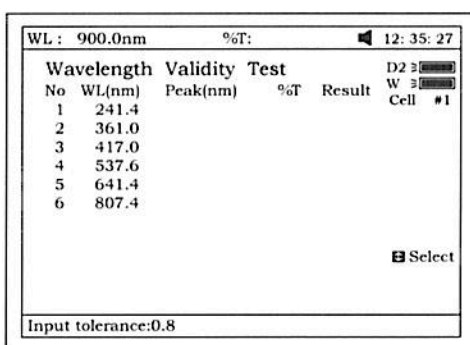 WL: 900.0nm %T: 12:35:27
Wavelength Validity Test D2
No WL(nm) Peak(nm) %T Result W
1 241.4 Cell #1
2 361.0
3 417.0
4 537.6
5 641.4
6 807.4
Select
Input tolerance:0.8